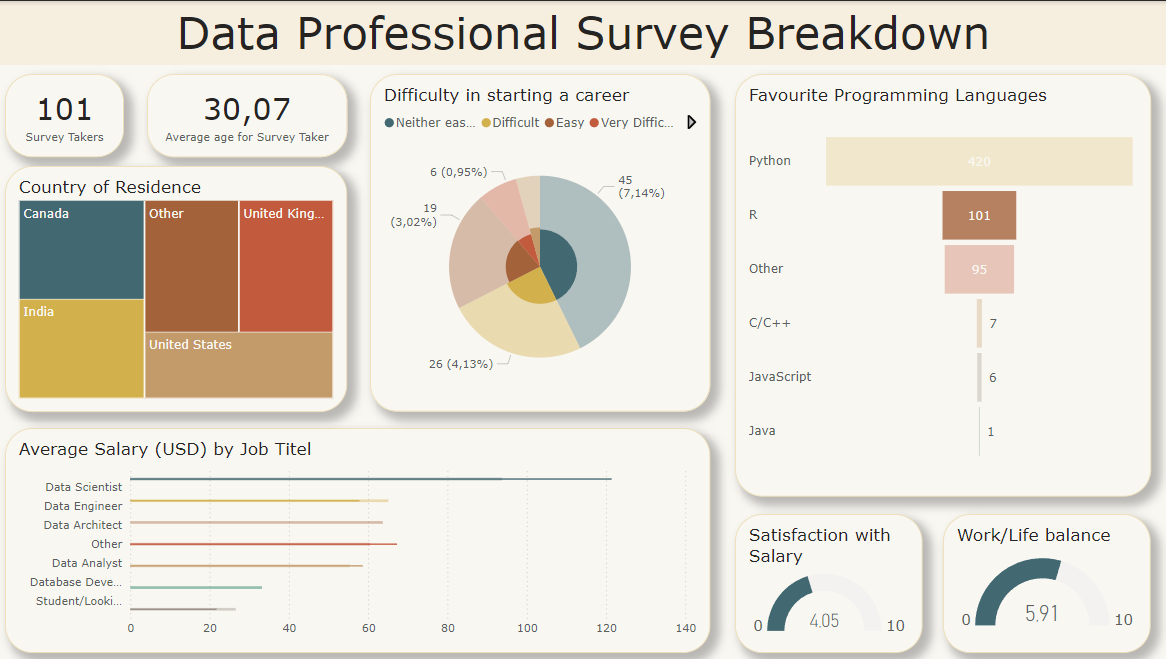 Data Professional Survey Breakdown
101
Survey Takers
30,07
Average age for Survey Taker
Country of Residence
Canada
Other
United King...
India
United States
Difficulty in starting a career
Neither eas... Difficult Easy Very Diffic...
6 (0,95%)
45
(7,14%)
19
(3,02%)
26 (4,13%)
Favourite Programming Languages
Python 420
R 101
Other 95
C/C++ 7
JavaScript 6
Java 1
Average Salary (USD) by Job Titel
Data Scientist
Data Engineer
Data Architect
Other
Data Analyst
Database Deve...
Student/Looki...
0 20 40 60 80 100 120 140
Satisfaction with
Salary
0 4.05 10
Work/Life balance
0 5.91 10